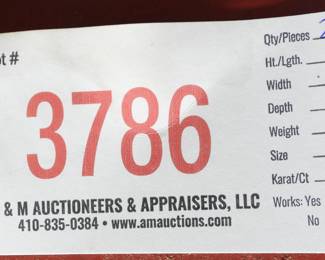 Qty/Pieces
#
Ht./Lgth.
Width
3786
Depth
Weight
Size
Karat/Ct
& M AUCTIONEERS & APPRAISERS, LLC
Works: Yes
410-835-0384 • www.amauctions.com
No